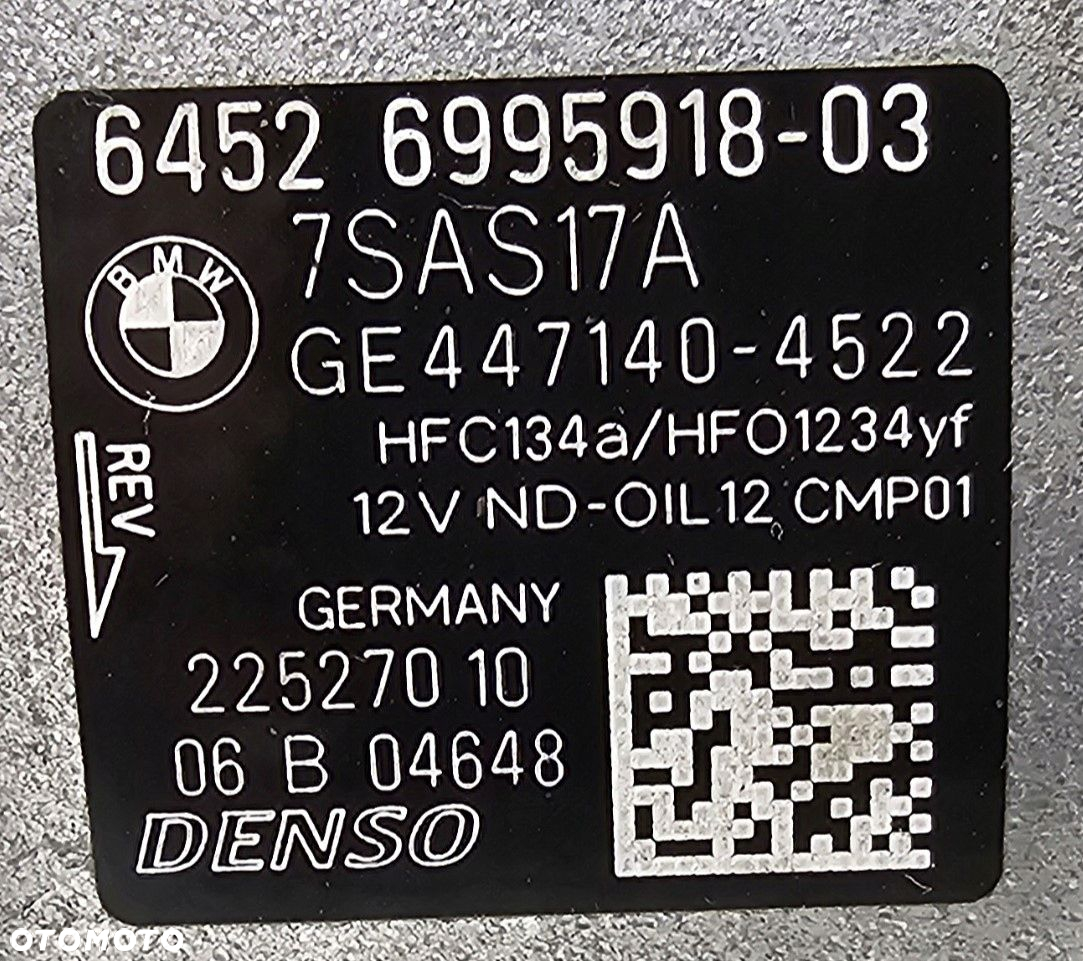 6452 6995918-03
7SAS17A
BMW
GE447140-4522
HFC134a/HFO1234yf
REV
12V ND-OIL12 CMP01
GERMANY
225270 10
06 B 04648
DENSO
OTOMOTO